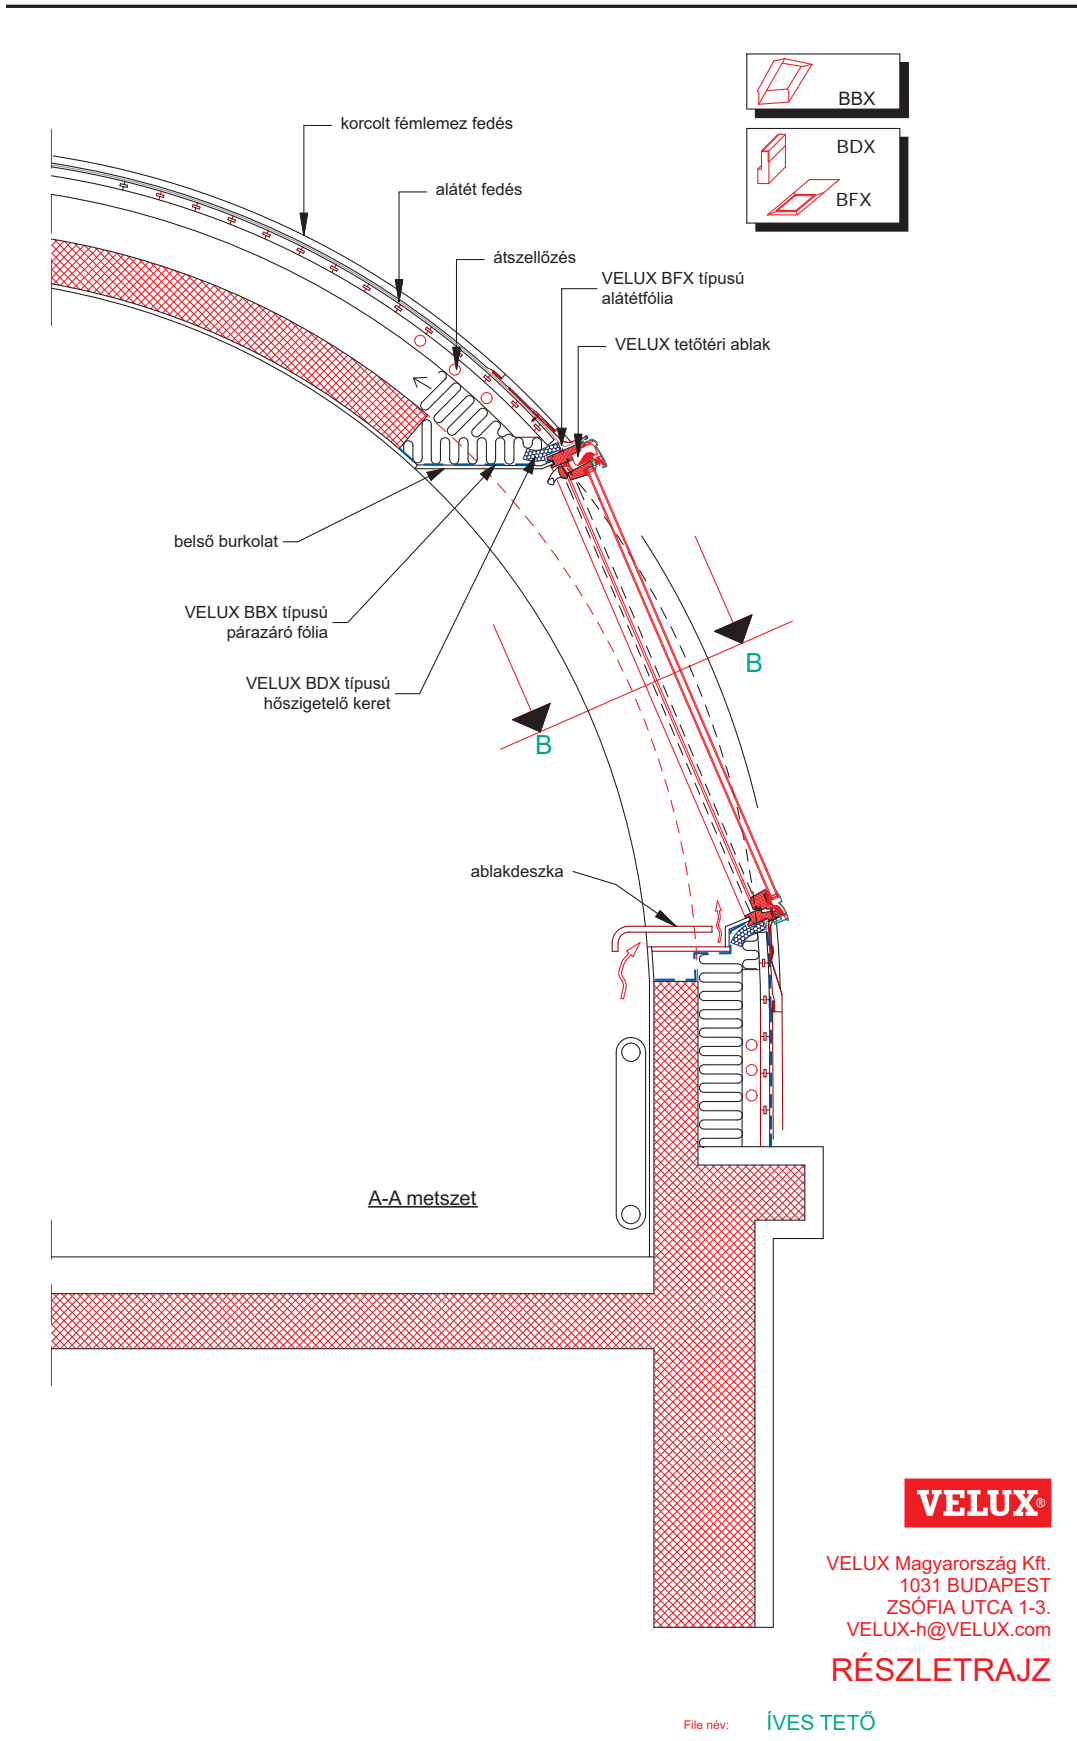 BBX
BDX
BFX
korcolt fémlemez fedés
alátét fedés
átszellőzés
VELUX BFX típusú
alátétfólia
VELUX tetőtéri ablak
belső burkolat
VELUX BBX típusú
párazáró fólia
VELUX BDX típusú
hőszigetelő keret
B
B
ablakdeszka
A-A metszet
VELUX®
VELUX Magyarország Kft.
1031 BUDAPEST
ZSÓFIA UTCA 1-3.
VELUX-h@VELUX.com
RÉSZLETRAJZ
File név: ÍVES TETŐ